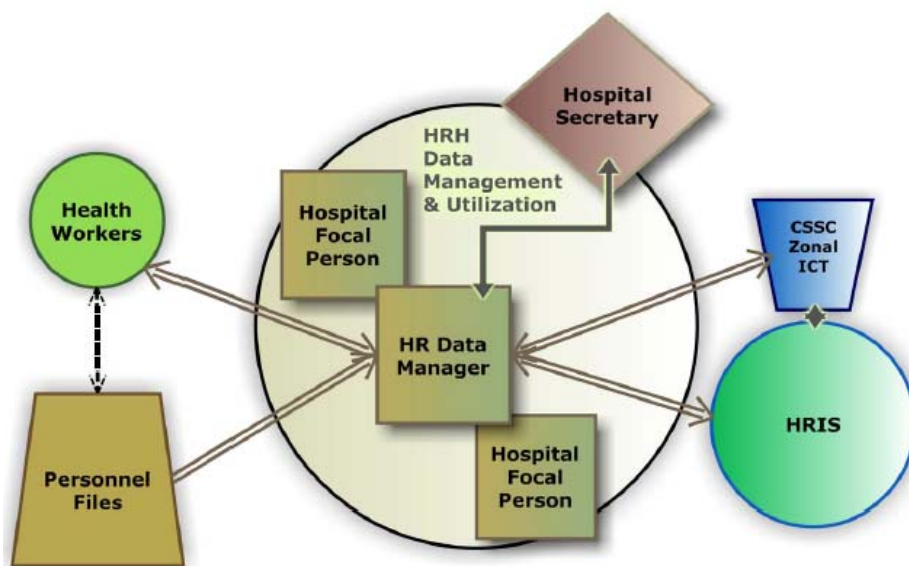 Hospital
Secretary
HRH
Data
Management
& Utilization
Health
Workers
Hospital
Focal
Person
CSSC
Zonal
ICT
HR Data
Manager
HRIS
Personnel
Files
Hospital
Focal
Person